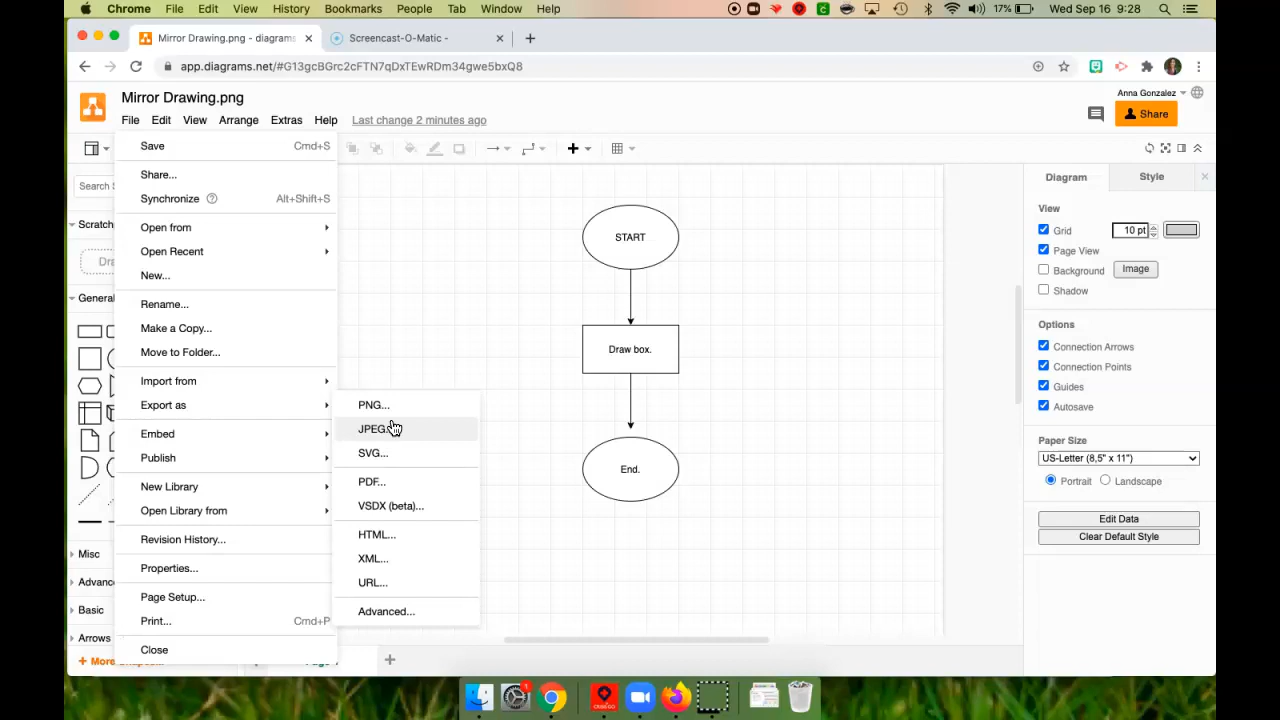 Chrome File Edit View History Bookmarks People Tab Window Help 17% Wed Sep 16 9:28
Mirror Drawing.png - diagrams
Screencast-O-Matic -
app.diagrams.net/#G13gcBGrc2cFTN7qDxTEwRDm34gwe5bxQ8
Mirror Drawing.png
Anna Gonzalez
File Edit View Arrange Extras Help Last change 2 minutes ago
Share
Save Cmd+S
Share...
Synchronize Alt+Shift+S
Open from
Open Recent
New...
Rename...
Make a Copy...
Move to Folder...
Import from
Export as
Embed
Publish
New Library
Open Library from
Revision History...
Properties...
Page Setup...
Print... Cmd+P
Close
PNG...
JPEG...
SVG...
PDF...
VSDX (beta)...
HTML...
XML...
URL...
Advanced...
Search S
Scratch
Dra
General
Misc
Advanc
Basic
Arrows
+ More
START
Draw box.
End.
Diagram Style
View
Grid 10 pt
Page View
Background Image
Shadow
Options
Connection Arrows
Connection Points
Guides
Autosave
Paper Size
US-Letter (8,5" x 11")
Portrait Landscape
Edit Data
Clear Default Style
1